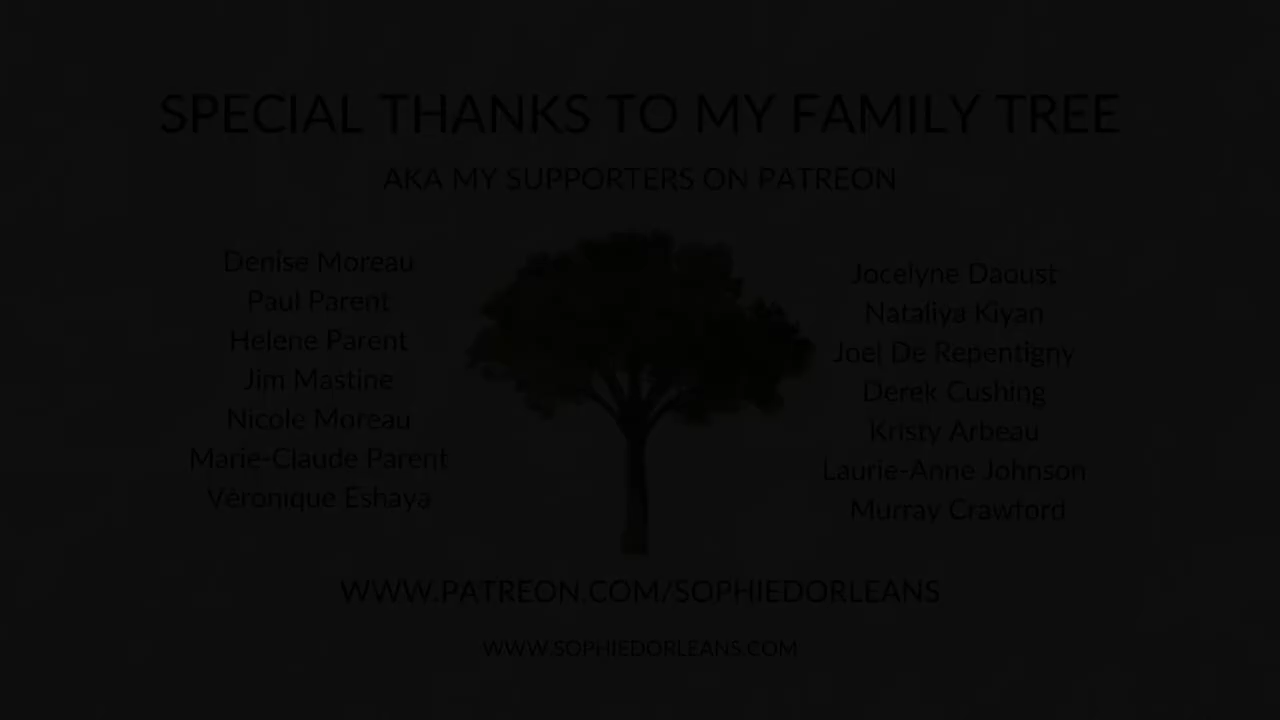 SPECIAL THANKS TO MY FAMILY TREE
AKA MY SUPPORTERS ON PATREON
Denise Moreau
Paul Parent
Helene Parent
Jim Mastine
Nicole Moreau
Marie-Claude Parent
Véronique Eshaya
Jocelyne Daoust
Nataliya Kiyan
Joel De Repentigny
Derek Cushing
Kristy Arbeau
Laurie-Anne Johnson
Murray Crawford
WWW.PATREON.COM/SOPHIEDORLEANS
WWW.SOPHIEDORLEANS.COM